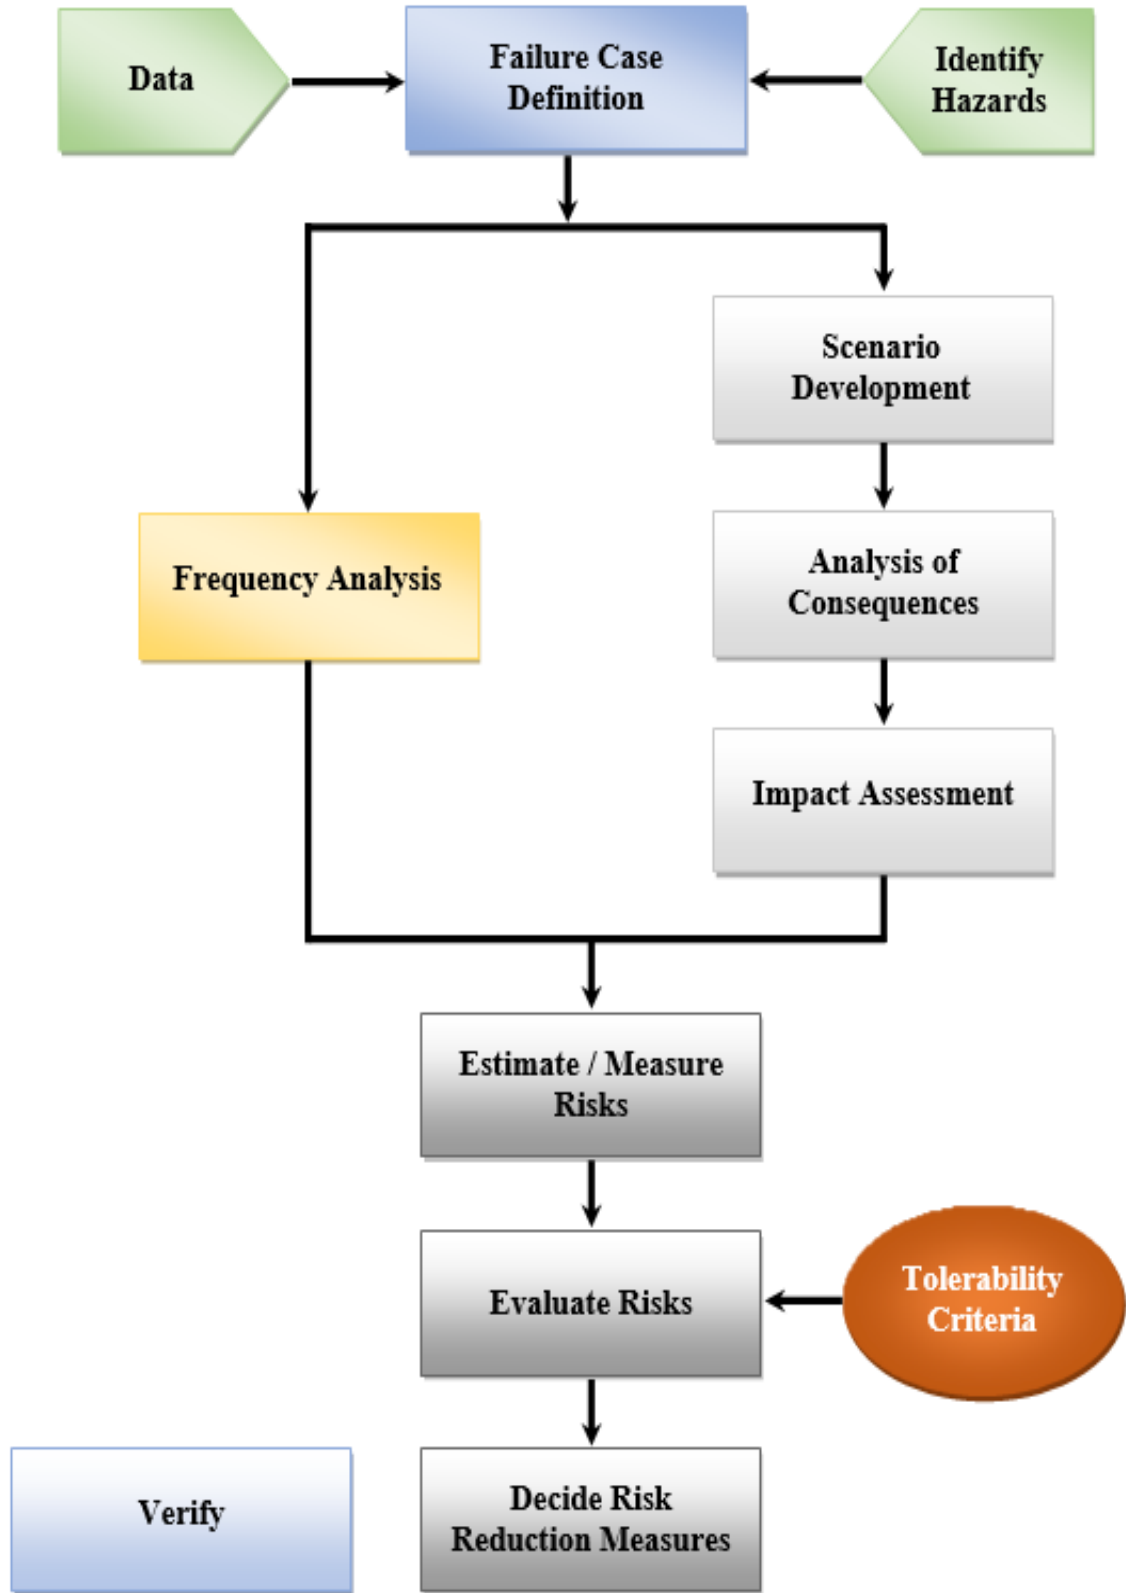 Data
Failure Case
Definition
Identify
Hazards
Scenario
Development
Frequency Analysis
Analysis of
Consequences
Impact Assessment
Estimate / Measure
Risks
Evaluate Risks
Tolerability
Criteria
Verify
Decide Risk
Reduction Measures